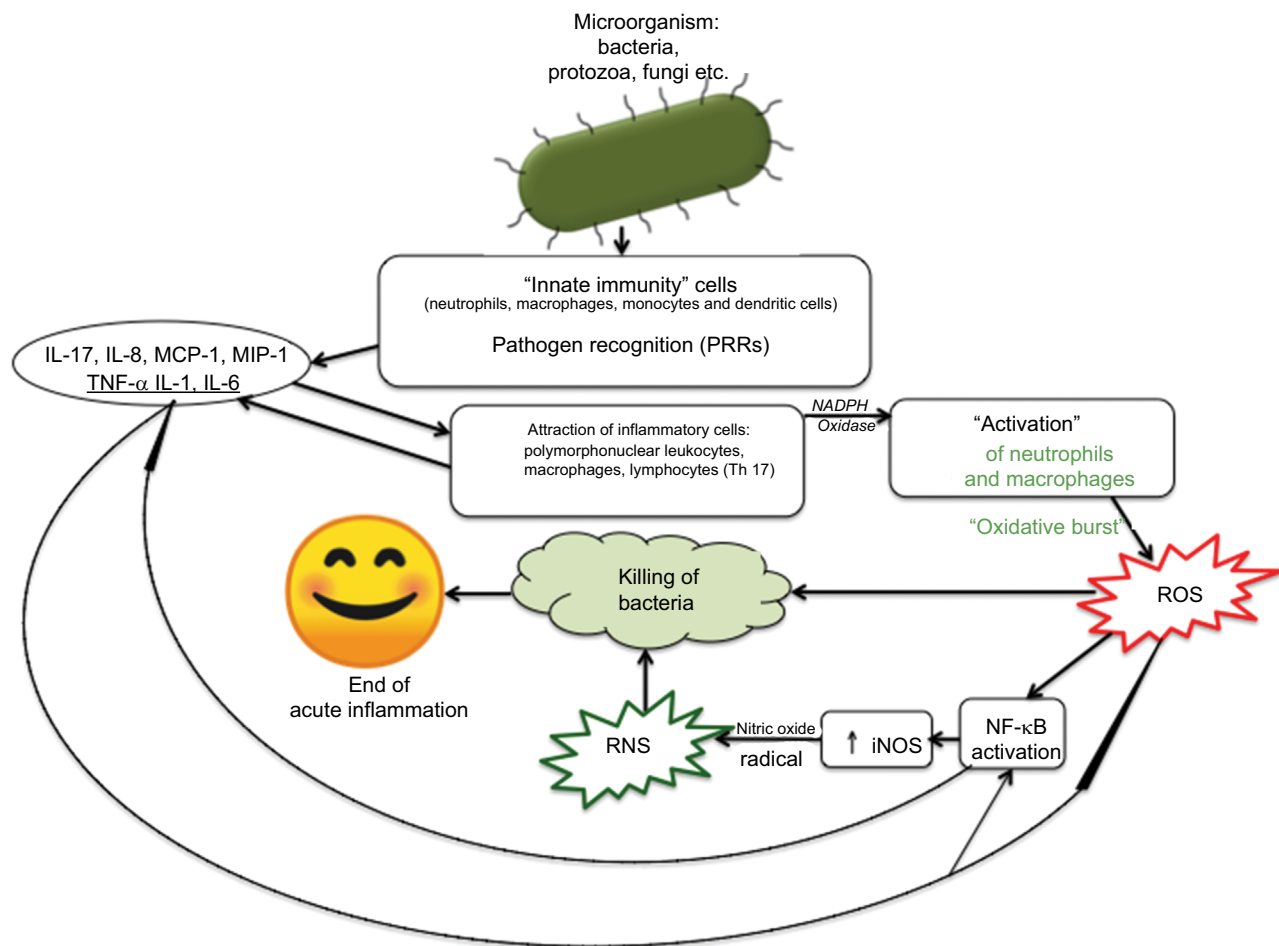 Microorganism:
bacteria,
protozoa, fungi etc.
“Innate immunity” cells
(neutrophils, macrophages, monocytes and dendritic cells)
Pathogen recognition (PRRs)
IL-17, IL-8, MCP-1, MIP-1
TNF-α IL-1, IL-6
Attraction of inflammatory cells:
polymorphonuclear leukocytes,
macrophages, lymphocytes (Th 17)
NADPH
Oxidase
“Activation”
of neutrophils
and macrophages
“Oxidative burst”
ROS
Killing of
bacteria
End of
acute inflammation
RNS
Nitric oxide
radical
↑ iNOS
NF-κB
activation